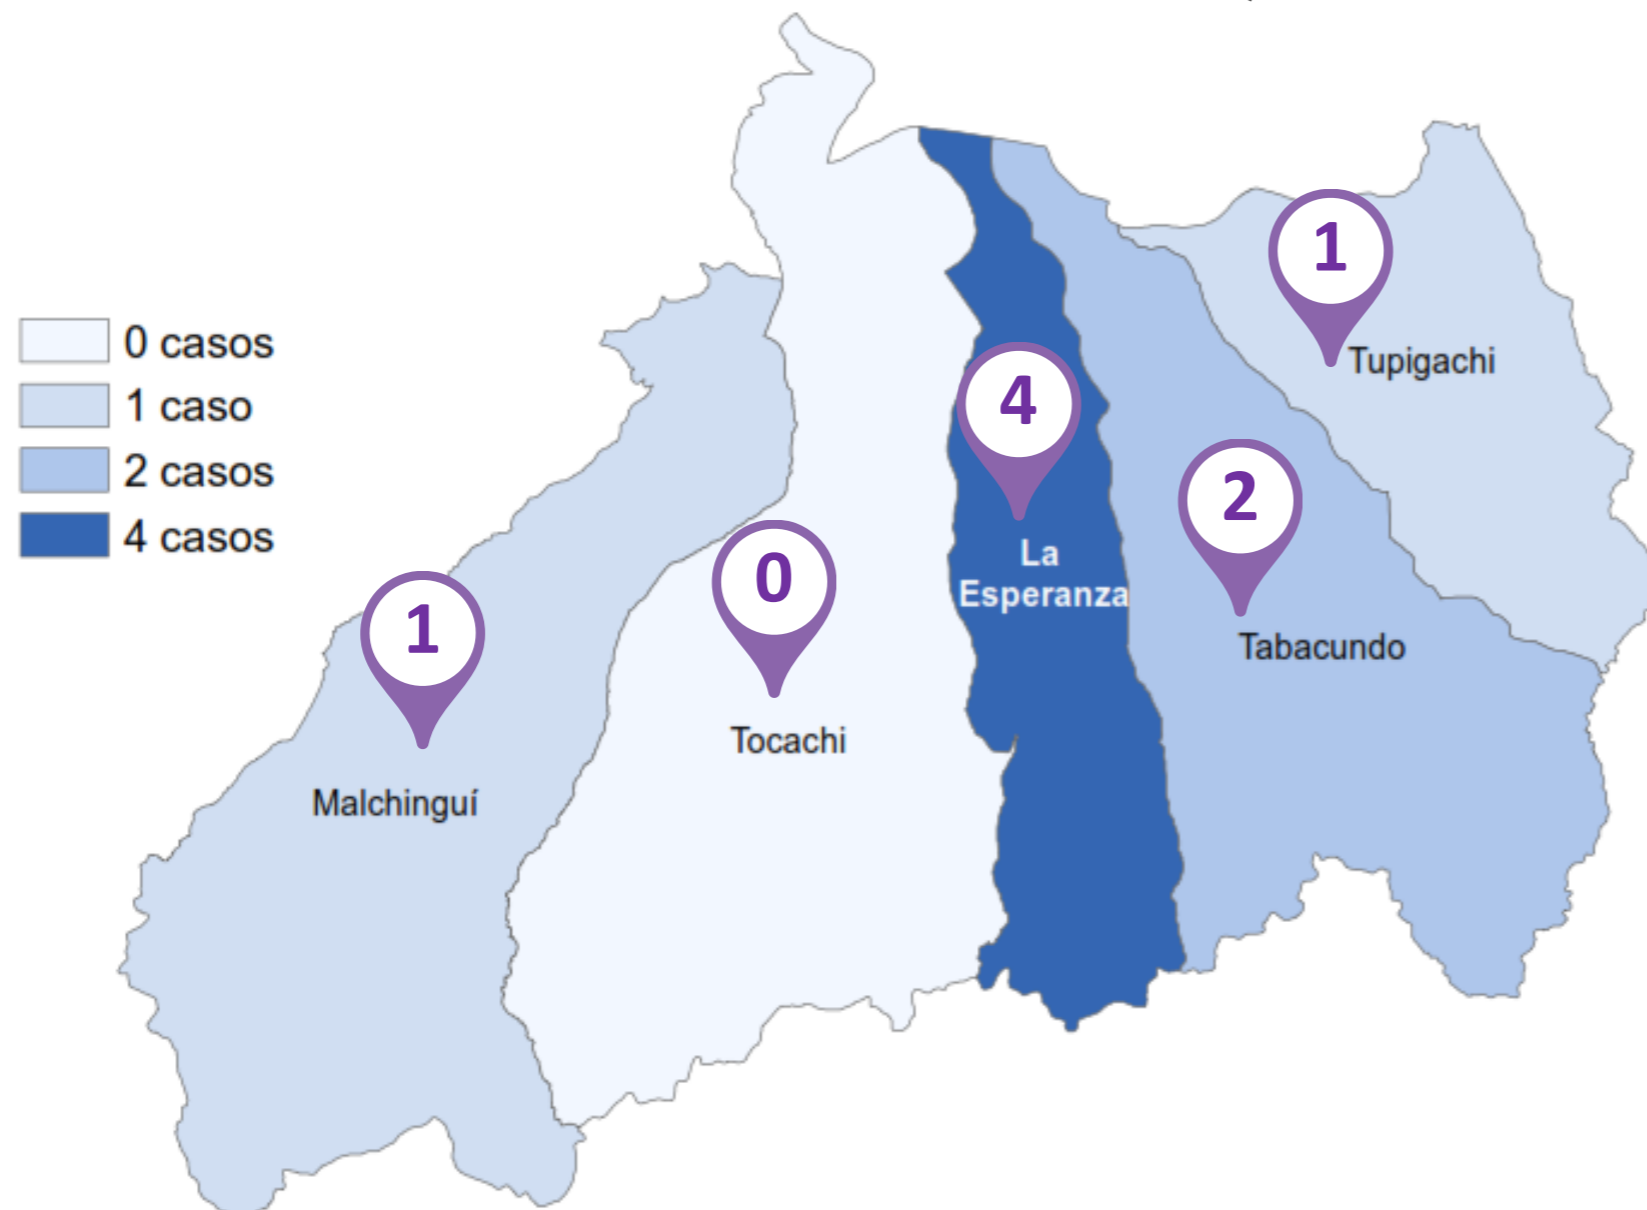 0 casos
1 caso
2 casos
4 casos
1
Tupigachi
4
La
Esperanza
2
Tabacundo
0
Tocachi
1
Malchinguí